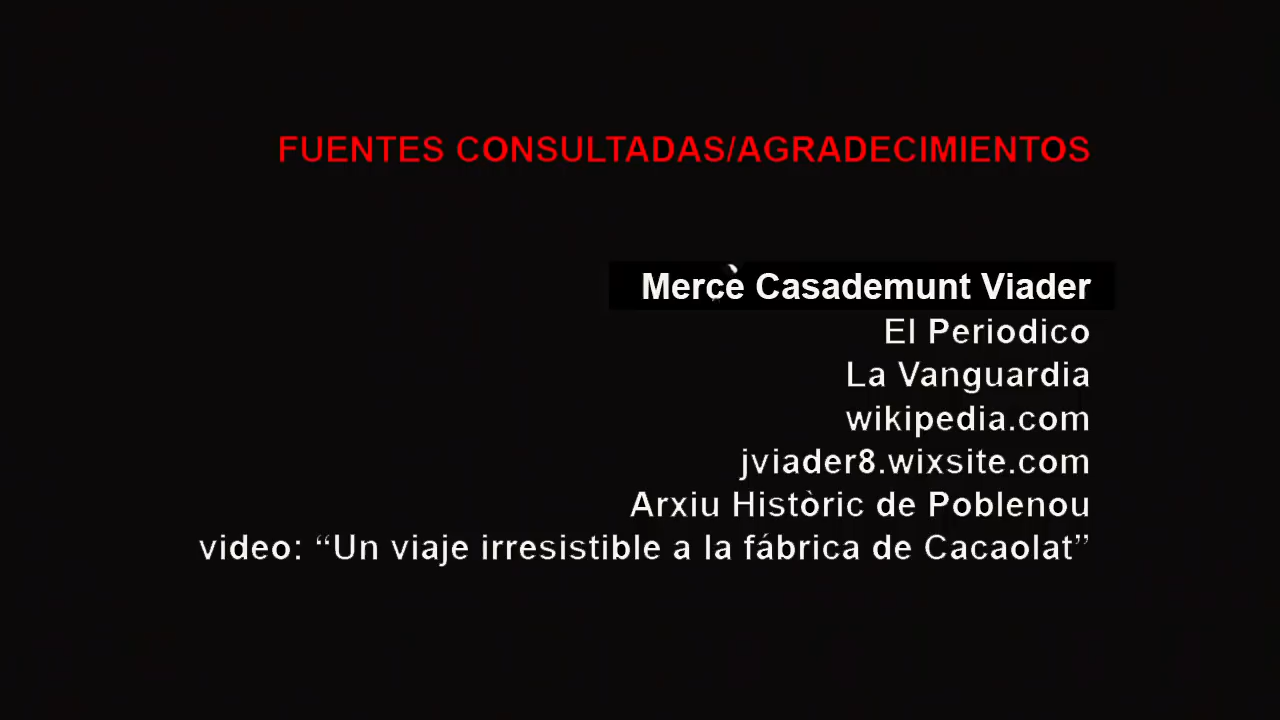 FUENTES CONSULTADAS/AGRADECIMIENTOS
Mercè Casademunt Viader
El Periodico
La Vanguardia
wikipedia.com
jviader8.wixsite.com
Arxiu Històric de Poblenou
video: “Un viaje irresistible a la fábrica de Cacaolat”